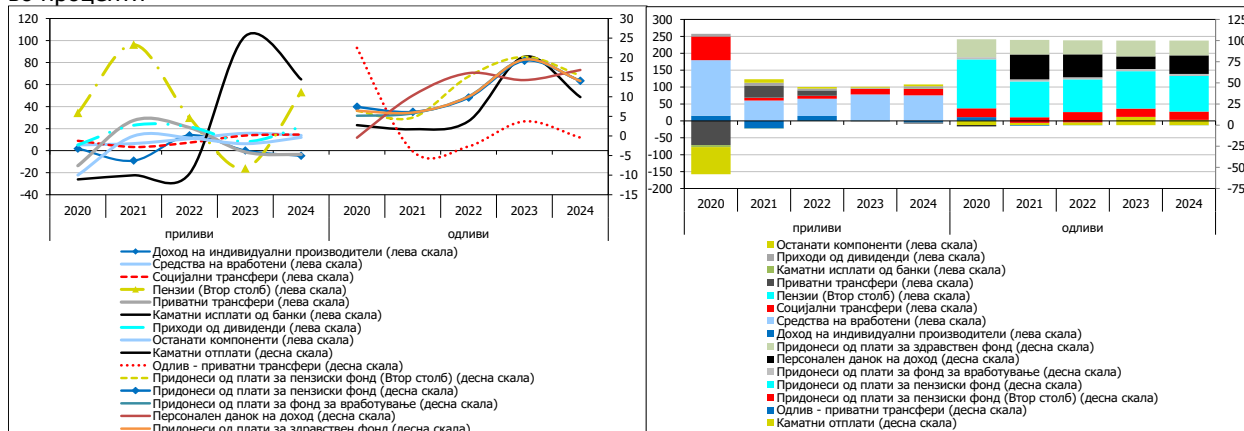 во проценти
120
100
80
60
40
20
0
-20
-40
30
25
20
15
10
5
0
-5
-10
-15
2020 2021 2022 2023 2024 2020 2021 2022 2023 2024
приливи одливи
Доход на индивидуални производители (лева скала)
Средства на вработени (лева скала)
Социјални трансфери (лева скала)
Пензии (Втор столб) (лева скала)
Приватни трансфери (лева скала)
Каматни исплати од банки (лева скала)
Приходи од дивиденди (лева скала)
Останати компоненти (лева скала)
Каматни отплати (десна скала)
Одлив - приватни трансфери (десна скала)
Придонеси од плати за пензиски фонд (Втор столб) (десна скала)
Придонеси од плати за пензиски фонд (десна скала)
Придонеси од плати за фонд за вработување (десна скала)
Персонален данок на доход (десна скала)
Придонеси од плати за здравствен фонд (десна скала)
300
250
200
150
100
50
0
-50
-100
-150
-200
125
100
75
50
25
0
-25
-50
-75
2020 2021 2022 2023 2024 2020 2021 2022 2023 2024
приливи одливи
Останати компоненти (лева скала)
Приходи од дивиденди (лева скала)
Каматни исплати од банки (лева скала)
Приватни трансфери (лева скала)
Пензии (Втор столб) (лева скала)
Социјални трансфери (лева скала)
Средства на вработени (лева скала)
Доход на индивидуални производители (лева скала)
Придонеси од плати за здравствен фонд (десна скала)
Персонален данок на доход (десна скала)
Придонеси од плати за фонд за вработување (десна скала)
Придонеси од плати за пензиски фонд (десна скала)
Придонеси од плати за пензиски фонд (Втор столб) (десна скала)
Одлив - приватни трансфери (десна скала)
Каматни отплати (десна скала)